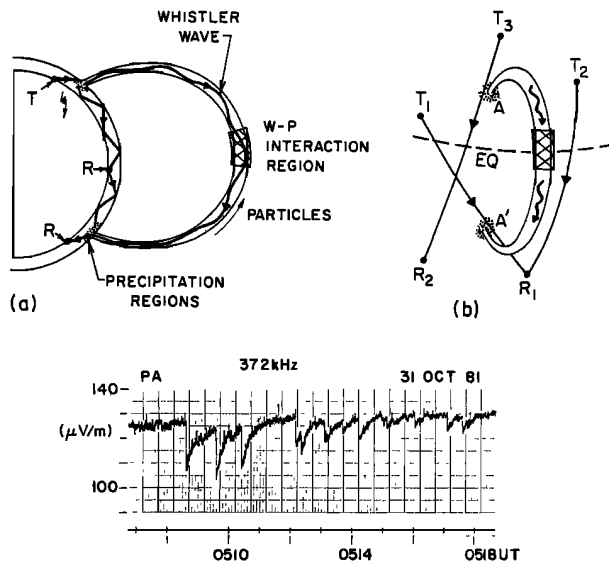 WHISTLER
WAVE
T
R
R
W-P
INTERACTION
REGION
PARTICLES
PRECIPITATION
REGIONS
(a)
T3
T2
T1
A
EQ
A'
R2
R1
(b)
PA 372kHz 31 OCT 81
140
(μV/m)
100
0510 0514 0518UT